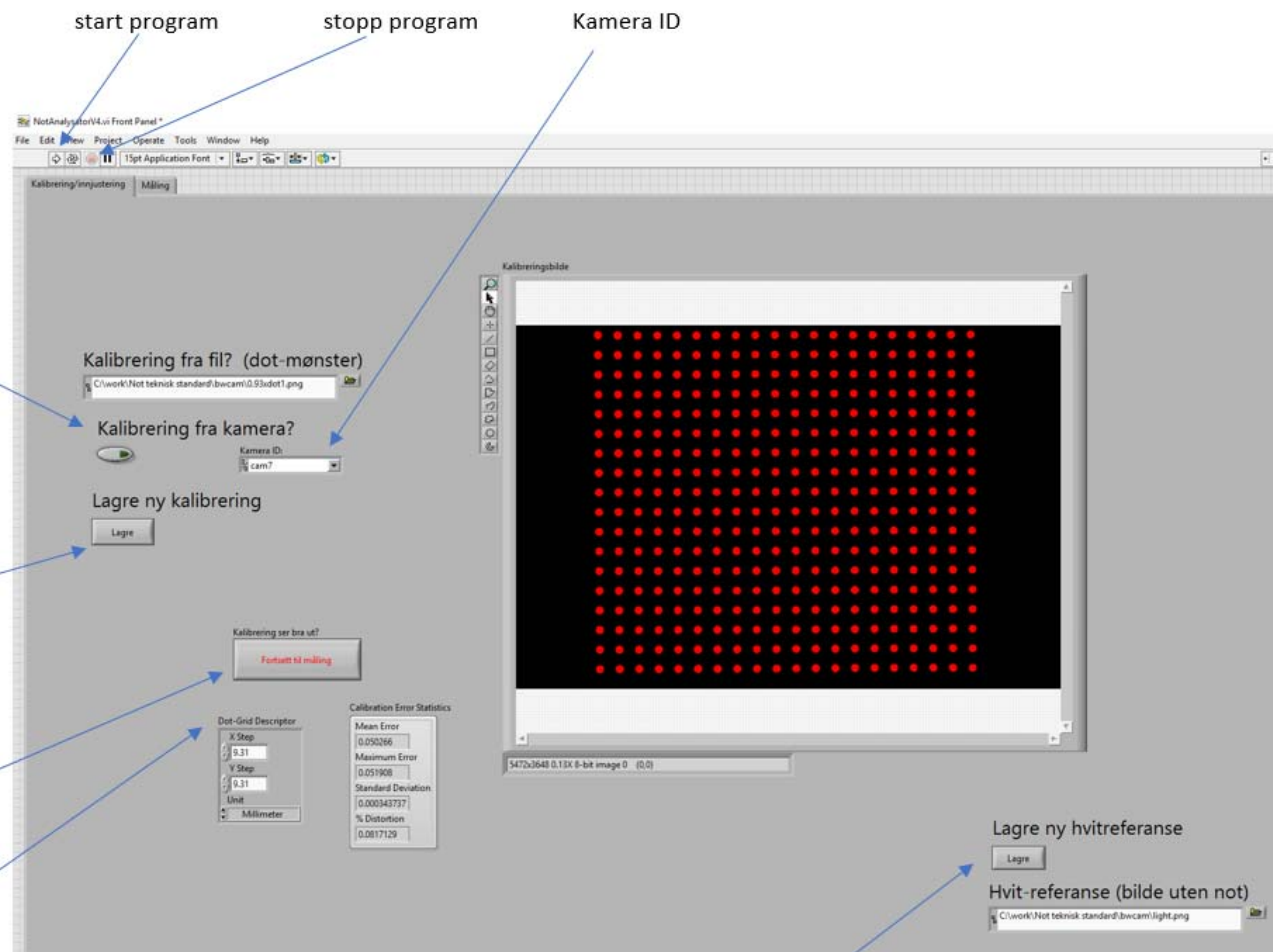 start program
stopp program
Kamera ID
NotAnalysatorV4.vi Front Panel *
File Edit View Project Operate Tools Window Help
15pt Application Font
Kalibrering/innjustering Måling
Kalibreringsbilde
Kalibrering fra fil? (dot-mønster)
C:\work\Not teknisk standard\bwcam\0.93xdot1.png
Kalibrering fra kamera?
Kamera ID:
cam7
Lagre ny kalibrering
Lagre
Kalibrering ser bra ut?
Fortsett til måling
Dot-Grid Descriptor
X Step
9.31
Y Step
9.31
Unit
Millimeter
Calibration Error Statistics
Mean Error
0.050266
Maximum Error
0.051908
Standard Deviation
0.000343737
% Distortion
0.0817129
5472x3648 0.13X 8-bit image 0 (0,0)
Lagre ny hvitreferanse
Lagre
Hvit-referanse (bilde uten not)
C:\work\Not teknisk standard\bwcam\light.png